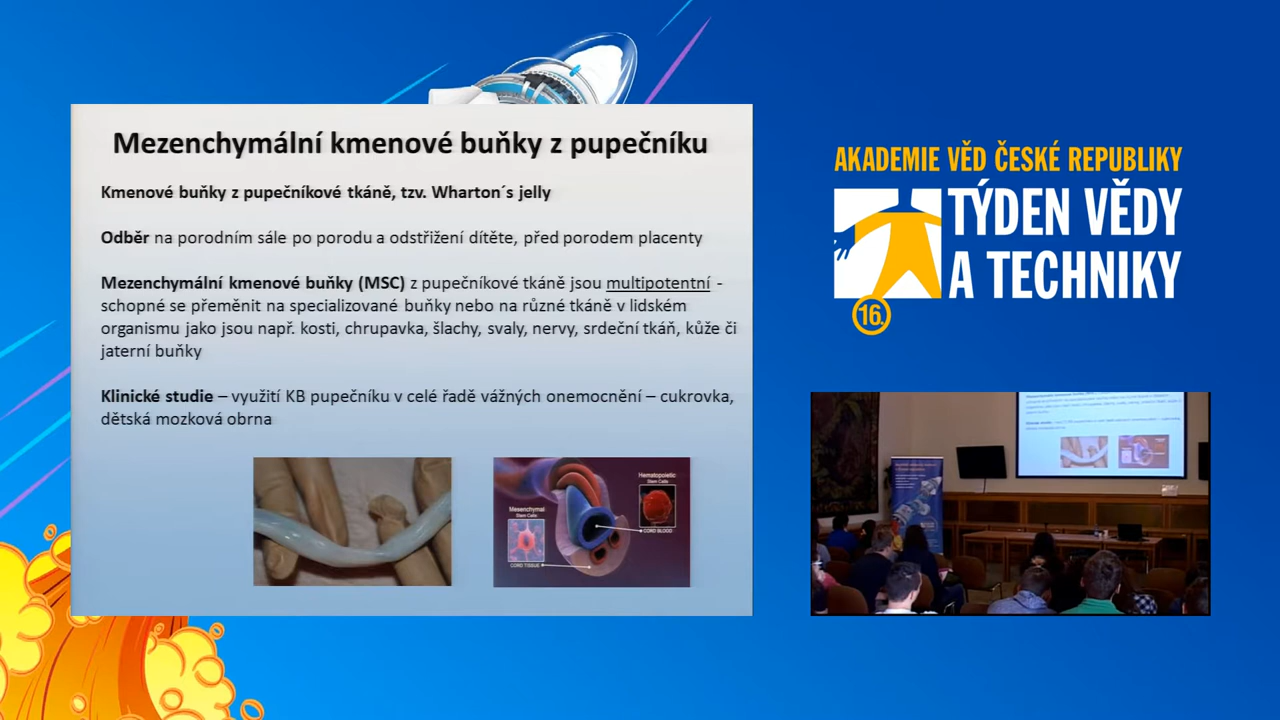 Mezenchymální kmenové buňky z pupečníku
Kmenové buňky z pupečníkové tkáně, tzv. Wharton´s jelly
Odběr na porodním sále po porodu a odstřižení dítěte, před porodem placenty
Mezenchymální kmenové buňky (MSC) z pupečníkové tkáně jsou multipotentní -
schopné se přeměnit na specializované buňky nebo na různé tkáně v lidském
organismu jako jsou např. kosti, chrupavka, šlachy, svaly, nervy, srdeční tkáň, kůže či
jaterní buňky
Klinické studie – využití KB pupečníku v celé řadě vážných onemocnění – cukrovka,
dětská mozková obrna
Mesenchymal
Stem Cells
CORD TISSUE
Hematopoietic
Stem Cells
CORD BLOOD
AKADEMIE VĚD ČESKÉ REPUBLIKY
TÝDEN VĚDY
A TECHNIKY
16.